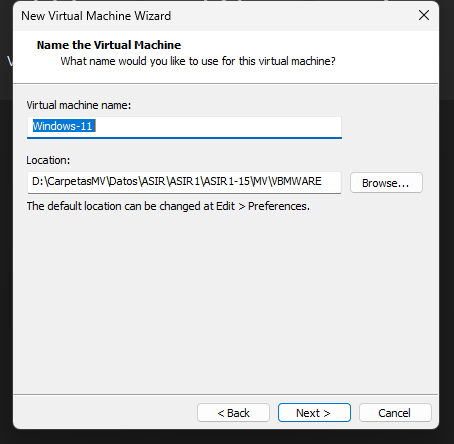 New Virtual Machine Wizard
Name the Virtual Machine
What name would you like to use for this virtual machine?
Virtual machine name:
Windows-11
Location:
D:\CarpetasMV\Datos\ASIR\ASIR1\ASIR1-15\MV\VBMWARE
Browse...
The default location can be changed at Edit > Preferences.
< Back
Next >
Cancel